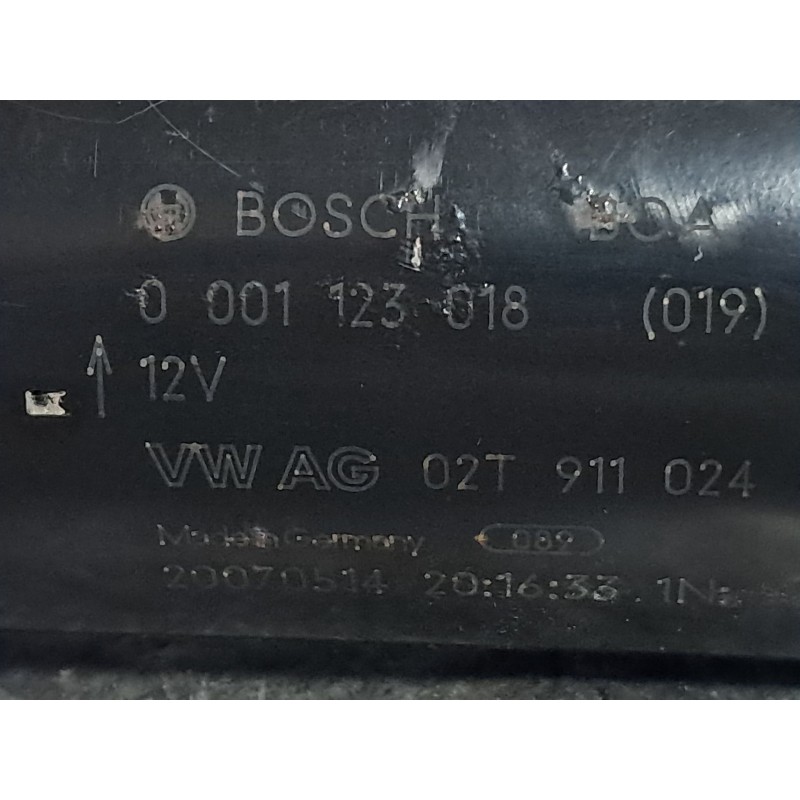 BOSCH BOA
0 001 123 018 (019)
12V
VW AG 02T 911 024
Made in Germany 089
20070514 20:16:33